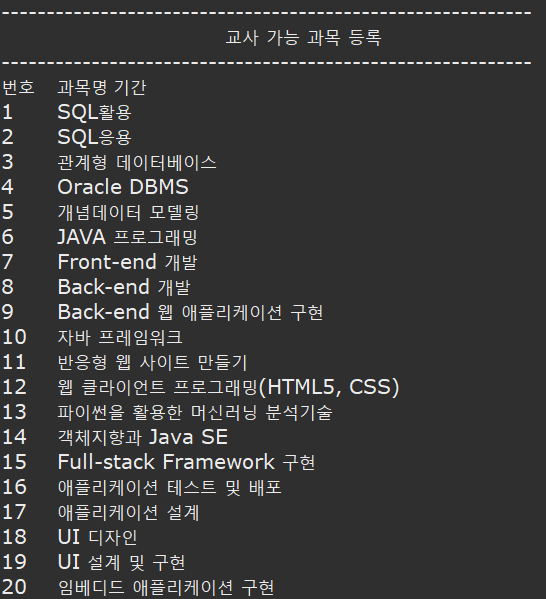 ------------------------------------------------------------
교사 가능 과목 등록
------------------------------------------------------------
번호 과목명 기간
1 SQL활용
2 SQL응용
3 관계형 데이터베이스
4 Oracle DBMS
5 개념데이터 모델링
6 JAVA 프로그래밍
7 Front-end 개발
8 Back-end 개발
9 Back-end 웹 애플리케이션 구현
10 자바 프레임워크
11 반응형 웹 사이트 만들기
12 웹 클라이언트 프로그래밍(HTML5, CSS)
13 파이썬을 활용한 머신러닝 분석기술
14 객체지향과 Java SE
15 Full-stack Framework 구현
16 애플리케이션 테스트 및 배포
17 애플리케이션 설계
18 UI 디자인
19 UI 설계 및 구현
20 임베디드 애플리케이션 구현